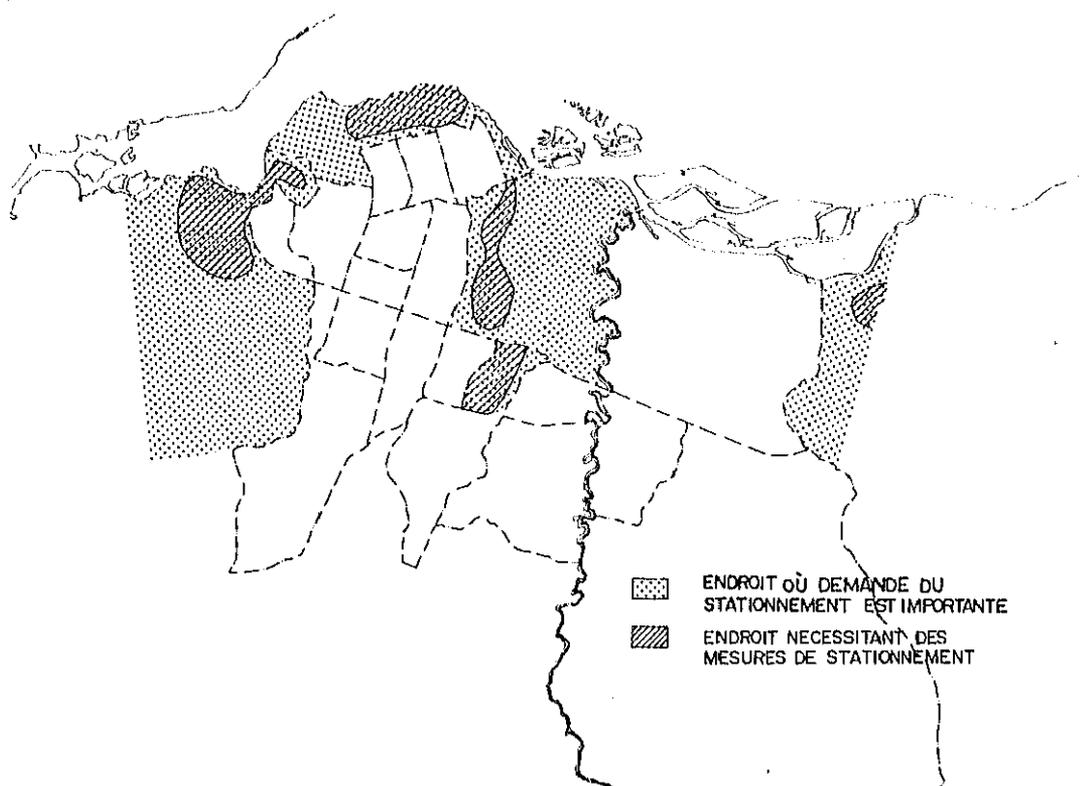 ENDROIT OÙ DEMANDE DU
STATIONNEMENT EST IMPORTANTE
ENDROIT NECESSITANT DES
MESURES DE STATIONNEMENT